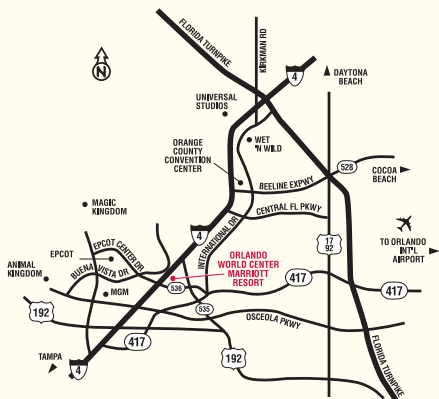 FLORIDA TURNPIKE
KIRKMAN RD
N
4
DAYTONA
BEACH
UNIVERSAL
STUDIOS
WET
'N WILD
ORANGE
COUNTY
CONVENTION
CENTER
528
BEELINE EXPWY
COCOA
BEACH
MAGIC
KINGDOM
CENTRAL FL PKWY
4
INTERNATIONAL DR
17
92
TO ORLANDO
INT'L
AIRPORT
EPCOT CENTER DR
EPCOT
BUENA VISTA DR
ORLANDO
WORLD CENTER
MARRIOTT
RESORT
ANIMAL
KINGDOM
MGM
536
417
417
192
535
OSCEOLA PKWY
417
192
FLORIDA TURNPIKE
TAMPA
4